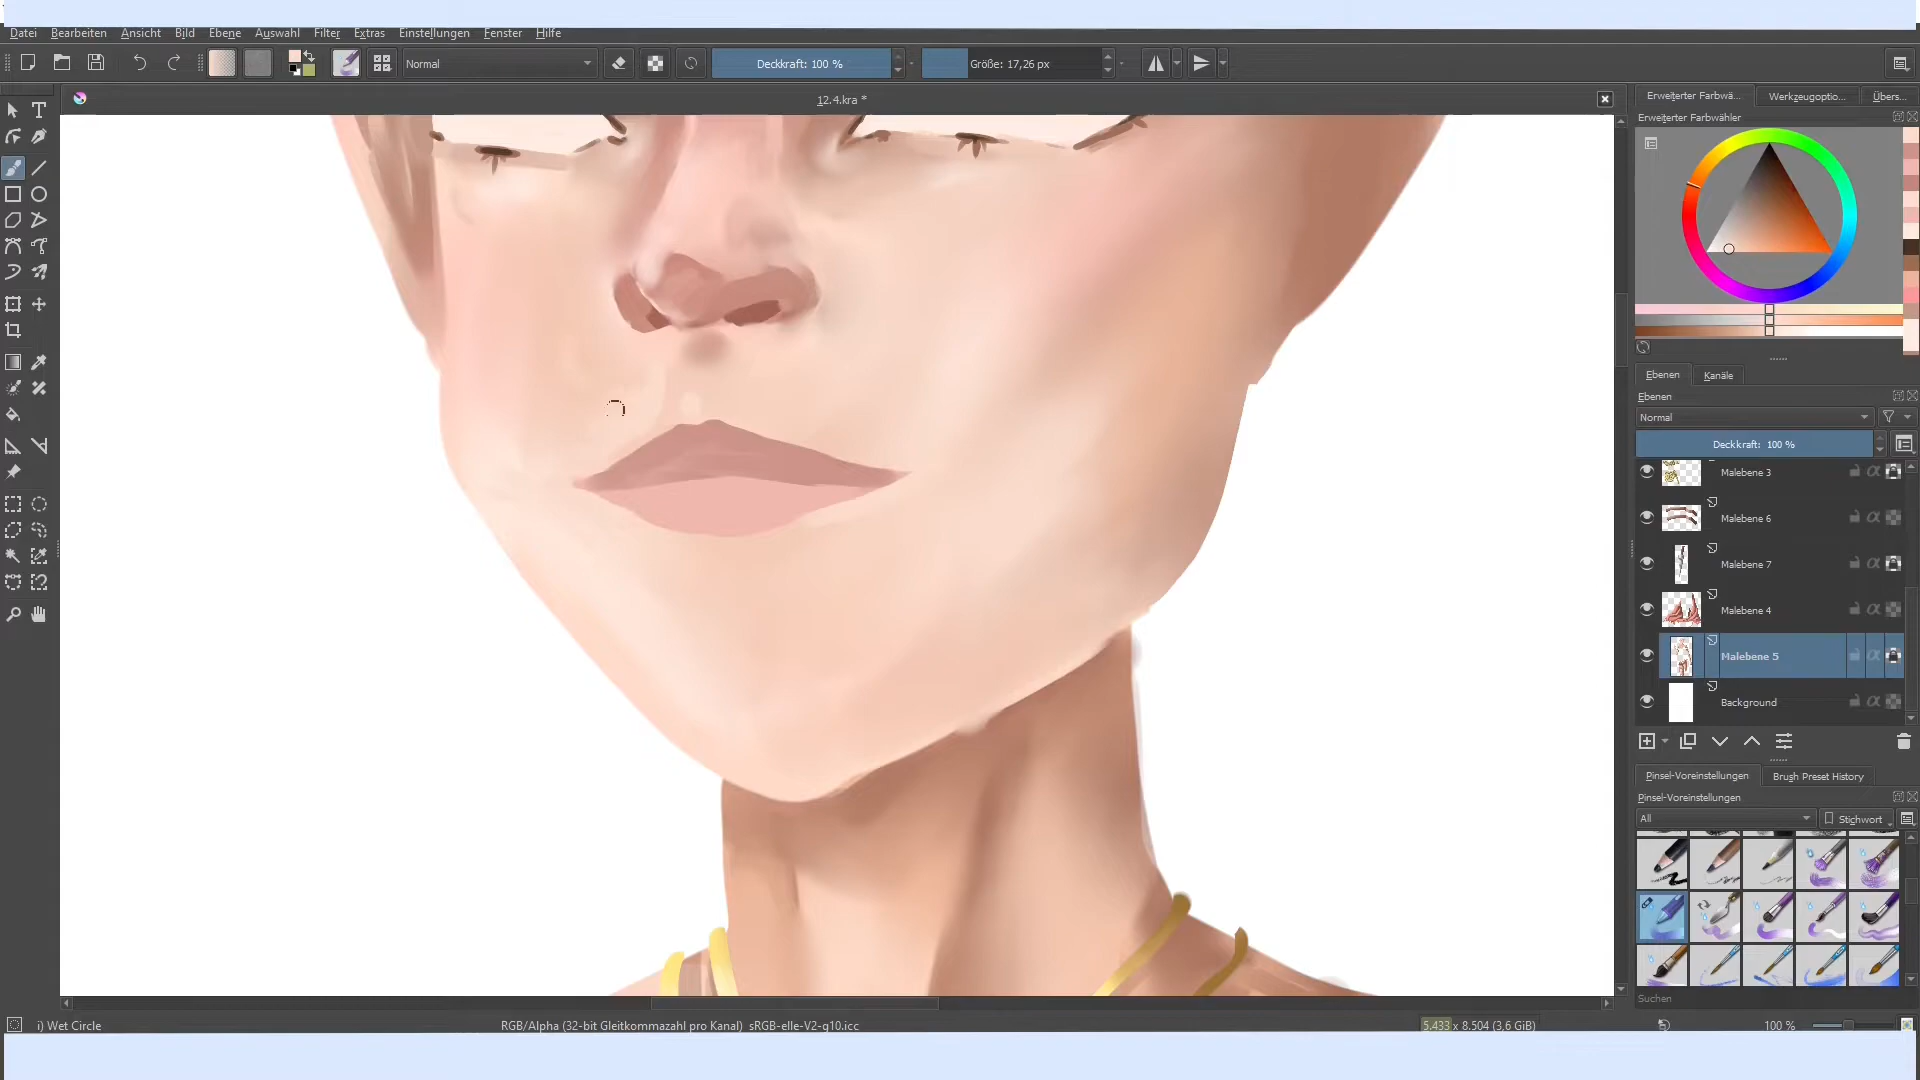 Datei Bearbeiten Ansicht Bild Ebene Auswahl Filter Extras Einstellungen Fenster Hilfe
Normal Deckkraft: 100 % Größe: 17,26 px
12.4.kra *
Erweiterter Farbwä... Werkzeugoptio... Übers...
Erweiterter Farbwähler
Ebenen Kanäle
Ebenen
Normal
Deckkraft: 100 %
Malebene 3
Malebene 6
Malebene 7
Malebene 4
Malebene 5
Background
Pinsel-Voreinstellungen Brush Preset History
Pinsel-Voreinstellungen
All Stichwort
Suchen
i) Wet Circle RGB/Alpha (32-bit Gleitkommazahl pro Kanal) sRGB-elle-V2-g10.icc 5.433 x 8.504 (3,6 GiB) 100 %